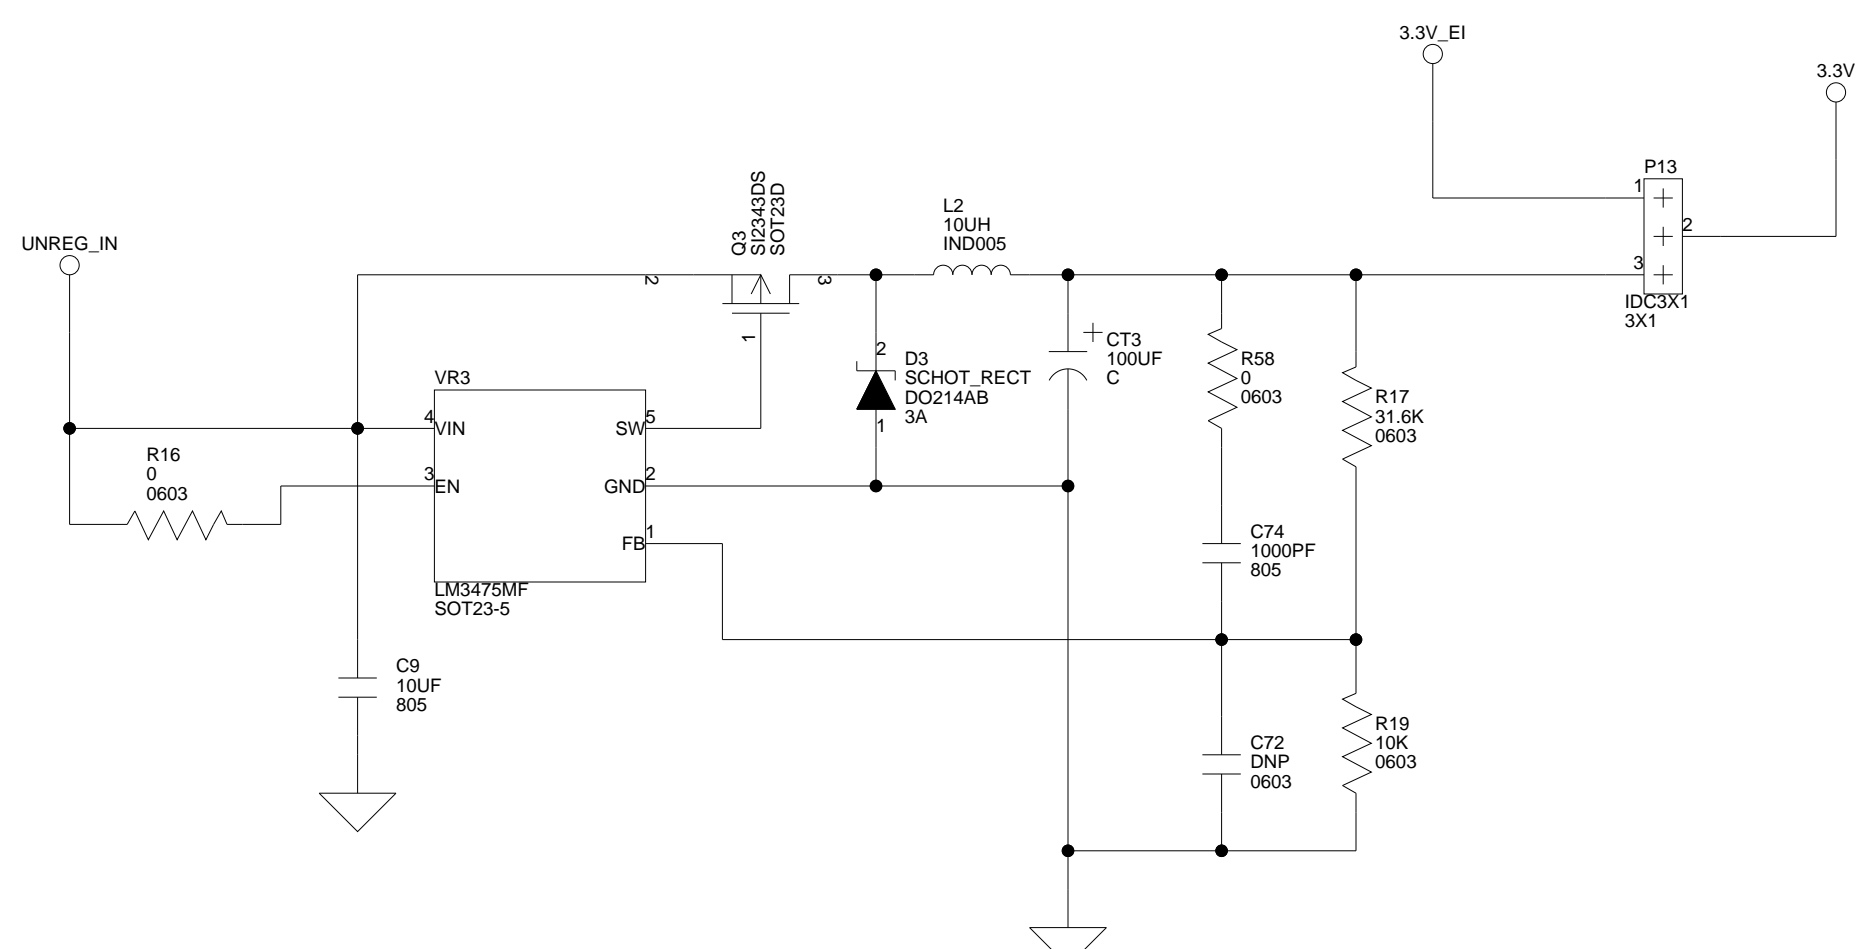 3.3V_EI
3.3V
P13
1
2
3
IDC3X1
3X1
UNREG_IN
Q3
SI2343DS
SOT23D
2
3
1
L2
10UH
IND005
2
D3
SCHOT_RECT
DO214AB
3A
1
CT3
100UF
C
R58
0
0603
R17
31.6K
0603
VR3
4
VIN
3
EN
5
SW
2
GND
1
FB
LM3475MF
SOT23-5
R16
0
0603
C74
1000PF
805
C9
10UF
805
C72
DNP
0603
R19
10K
0603